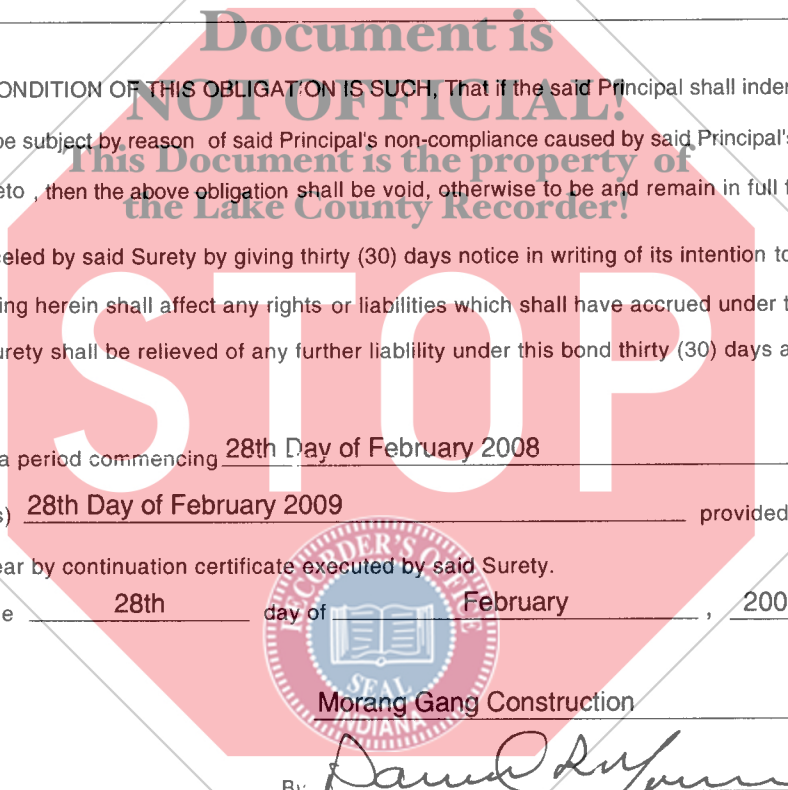 Document is
ONDITION OF THIS OBLIGATION IS SUCH, That if the said Principal shall inder
NOT OFFICIAL!
be subject by reason of said Principal's non-compliance caused by said Principal's
This Document is the property of
eto , then the above obligation shall be void, otherwise to be and remain in full f
the Lake County Recorder!
eled by said Surety by giving thirty (30) days notice in writing of its intention to
ing herein shall affect any rights or liabilities which shall have accrued under t
urety shall be relieved of any further liablility under this bond thirty (30) days a
STOP
a period commencing 28th Day of February 2008
s) 28th Day of February 2009 provided
ear by continuation certificate executed by said Surety.
e 28th day of February , 200
RECORDER'S OFFICE
SEAL
INDIANA
Morang Gang Construction
By: